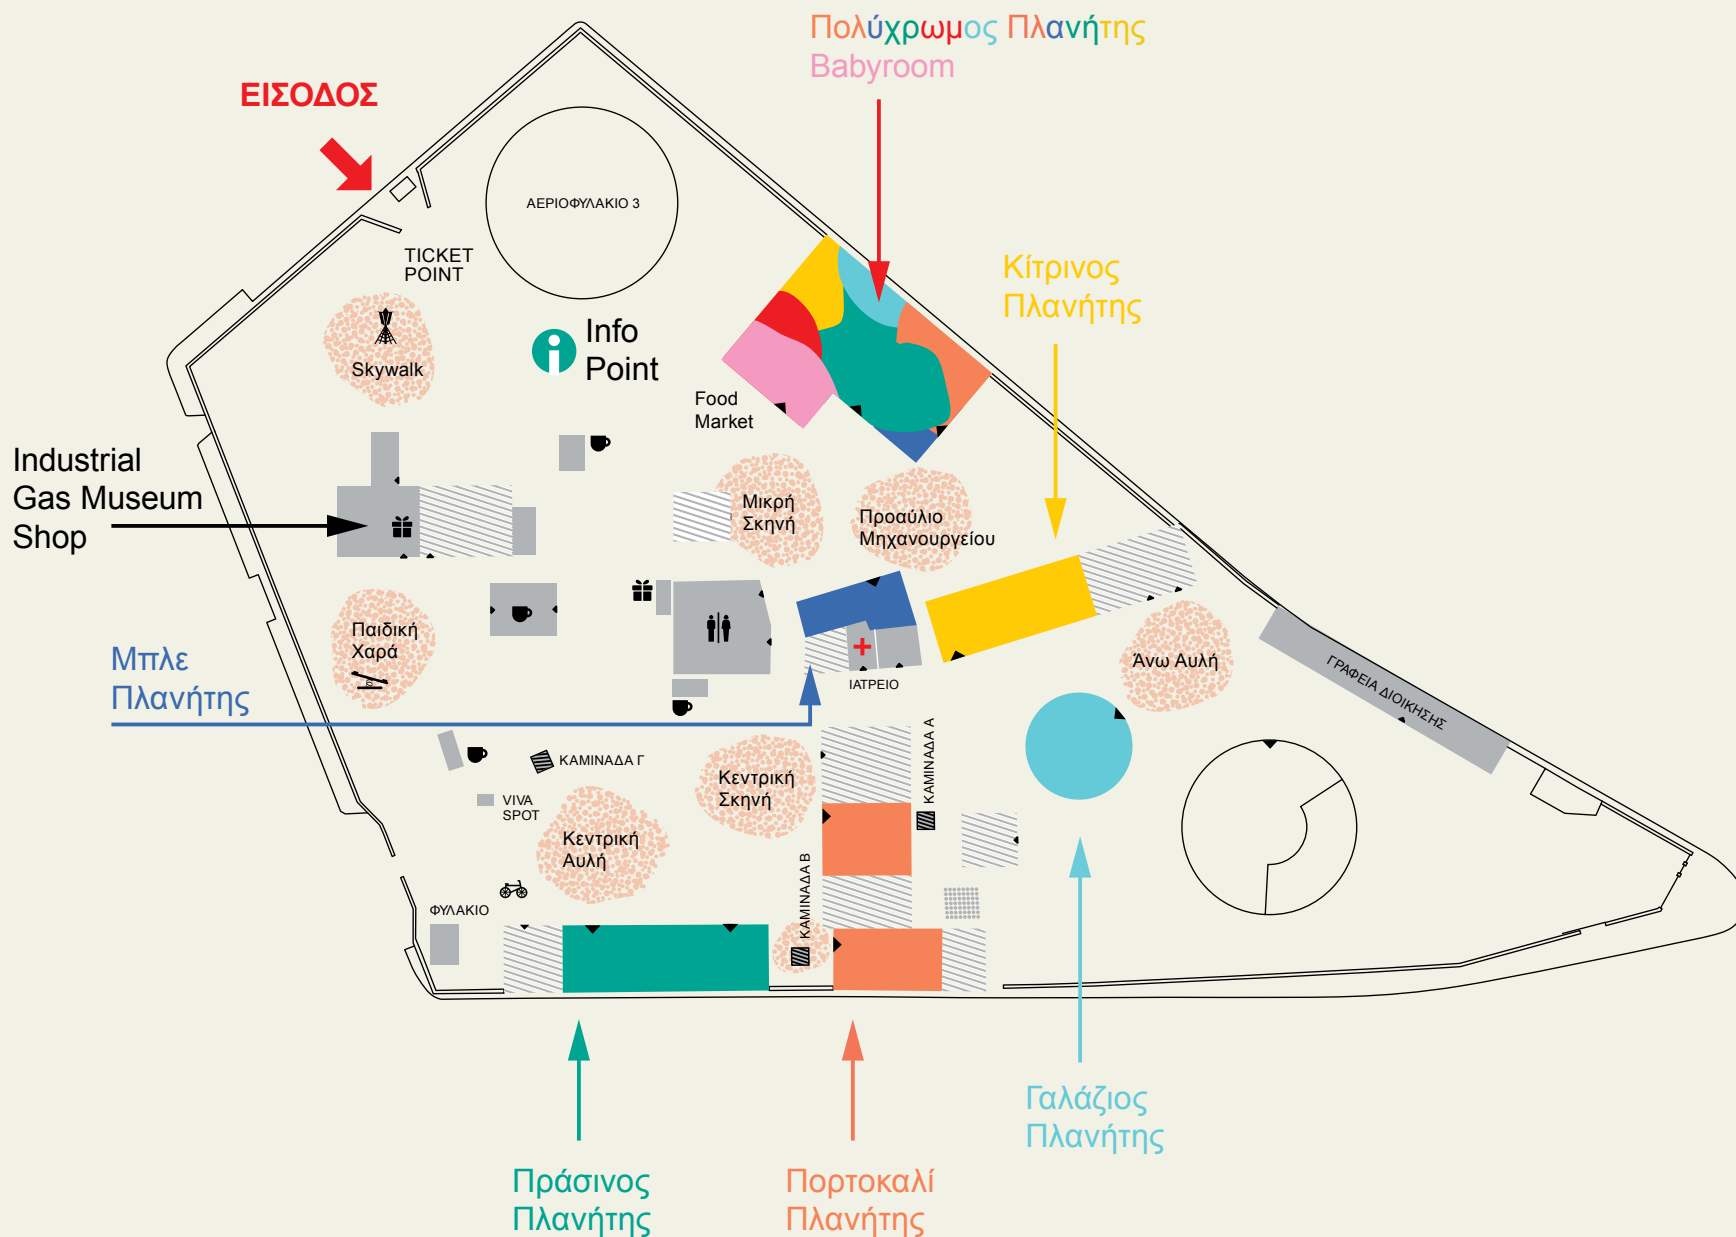 Πολύχρωμος Πλανήτης
Babyroom
ΕΙΣΟΔΟΣ
ΑΕΡΙΟΦΥΛΑΚΙΟ 3
TICKET
POINT
Κίτρινος
Πλανήτης
Info
Point
Skywalk
Food
Market
Industrial
Gas Museum
Shop
Μικρή
Σκηνή
Προαύλιο
Μηχανουργείου
Παιδική
Χαρά
Μπλε
Πλανήτης
ΙΑΤΡΕΙΟ
Άνω Αυλή
ΓΡΑΦΕΙΑ ΔΙΟΙΚΗΣΗΣ
ΚΑΜΙΝΑΔΑ Γ
Κεντρική
Σκηνή
ΚΑΜΙΝΑΔΑ Α
VIVA
SPOT
Κεντρική
Αυλή
ΚΑΜΙΝΑΔΑ Β
ΦΥΛΑΚΙΟ
Γαλάζιος
Πλανήτης
Πράσινος
Πλανήτης
Πορτοκαλί
Πλανήτης